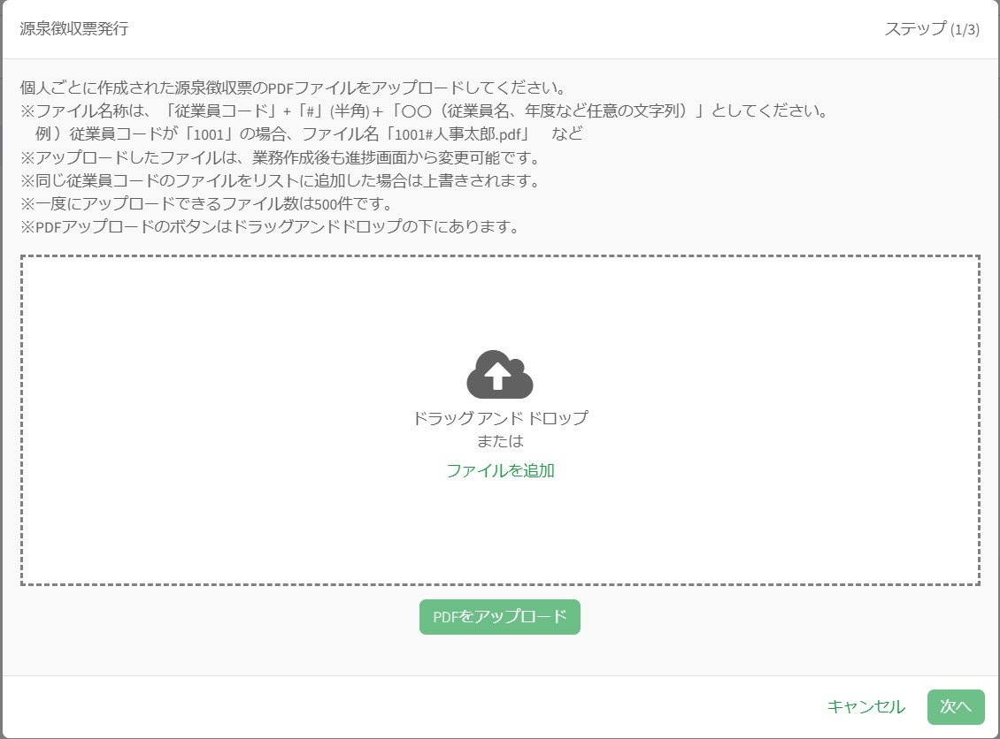 源泉徴収票発行
ステップ (1/3)
個人ごとに作成された源泉徴収票のPDFファイルをアップロードしてください。
※ファイル名称は、「従業員コード」+「#」(半角)＋「〇〇（従業員名、年度など任意の文字列）」としてください。
例 ）従業員コードが「1001」の場合、ファイル名「1001#人事太郎.pdf」　など
※アップロードしたファイルは、業務作成後も進捗画面から変更可能です。
※同じ従業員コードのファイルをリストに追加した場合は上書きされます。
※一度にアップロードできるファイル数は500件です。
※PDFアップロードのボタンはドラッグアンドドロップの下にあります。
ドラッグ アンド ドロップ
または
ファイルを追加
PDFをアップロード
キャンセル
次へ